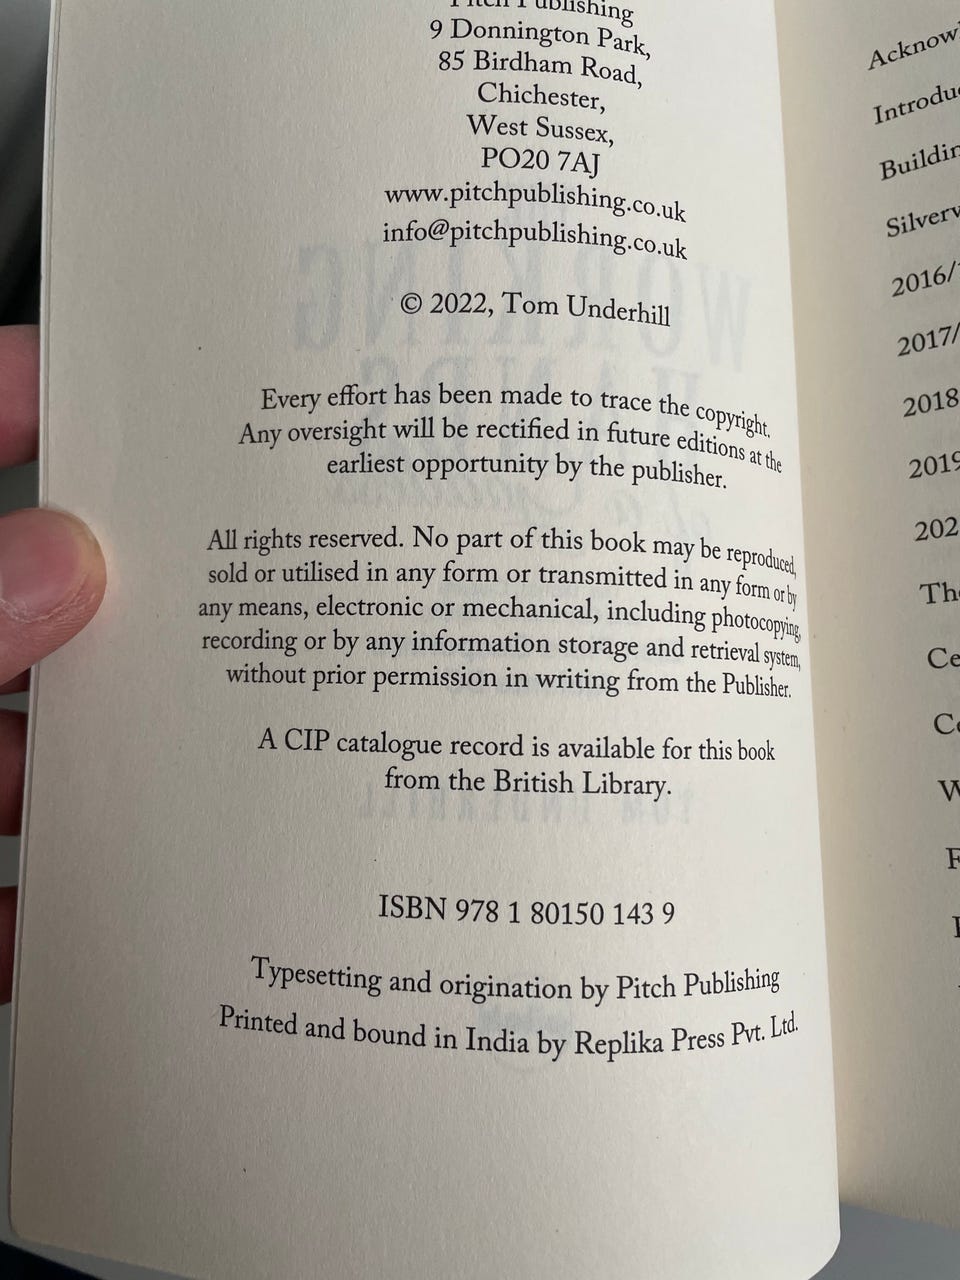 Pitch Publishing
9 Donnington Park,
85 Birdham Road,
Chichester,
West Sussex,
PO20 7AJ
www.pitchpublishing.co.uk
info@pitchpublishing.co.uk
© 2022, Tom Underhill
Every effort has been made to trace the copyright.
Any oversight will be rectified in future editions at the
earliest opportunity by the publisher.
All rights reserved. No part of this book may be reproduced,
sold or utilised in any form or transmitted in any form or by
any means, electronic or mechanical, including photocopying,
recording or by any information storage and retrieval system,
without prior permission in writing from the Publisher.
A CIP catalogue record is available for this book
from the British Library.
ISBN 978 1 80150 143 9
Typesetting and origination by Pitch Publishing
Printed and bound in India by Replika Press Pvt. Ltd.
2016/
2017/
2018
2019